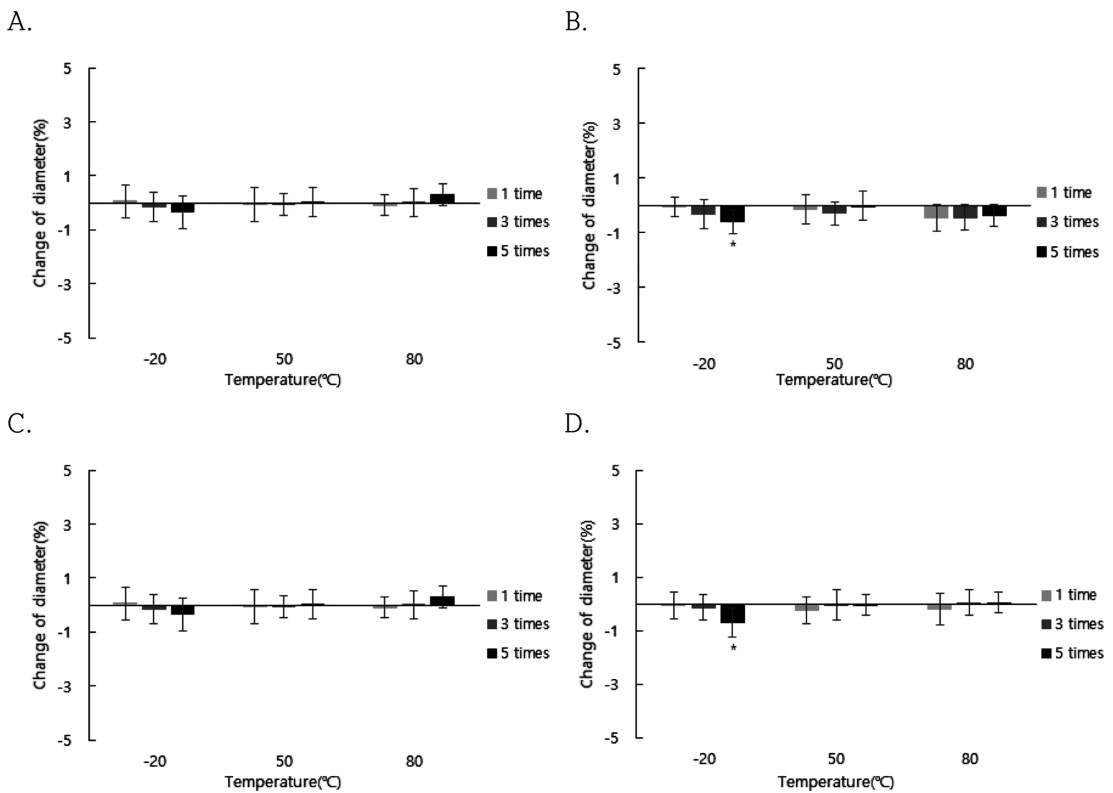 A.
5
3
1
-1
-3
-5
Change of diameter(%)
-20 50 80
Temperature(℃)
1 time
3 times
5 times
B.
5
3
1
-1
-3
-5
Change of diameter(%)
*
-20 50 80
Temperature(℃)
1 time
3 times
5 times
C.
5
3
1
-1
-3
-5
Change of diameter(%)
-20 50 80
Temperature(℃)
1 time
3 times
5 times
D.
5
3
1
-1
-3
-5
Change of diameter(%)
*
-20 50 80
Temperature(℃)
1 time
3 times
5 times